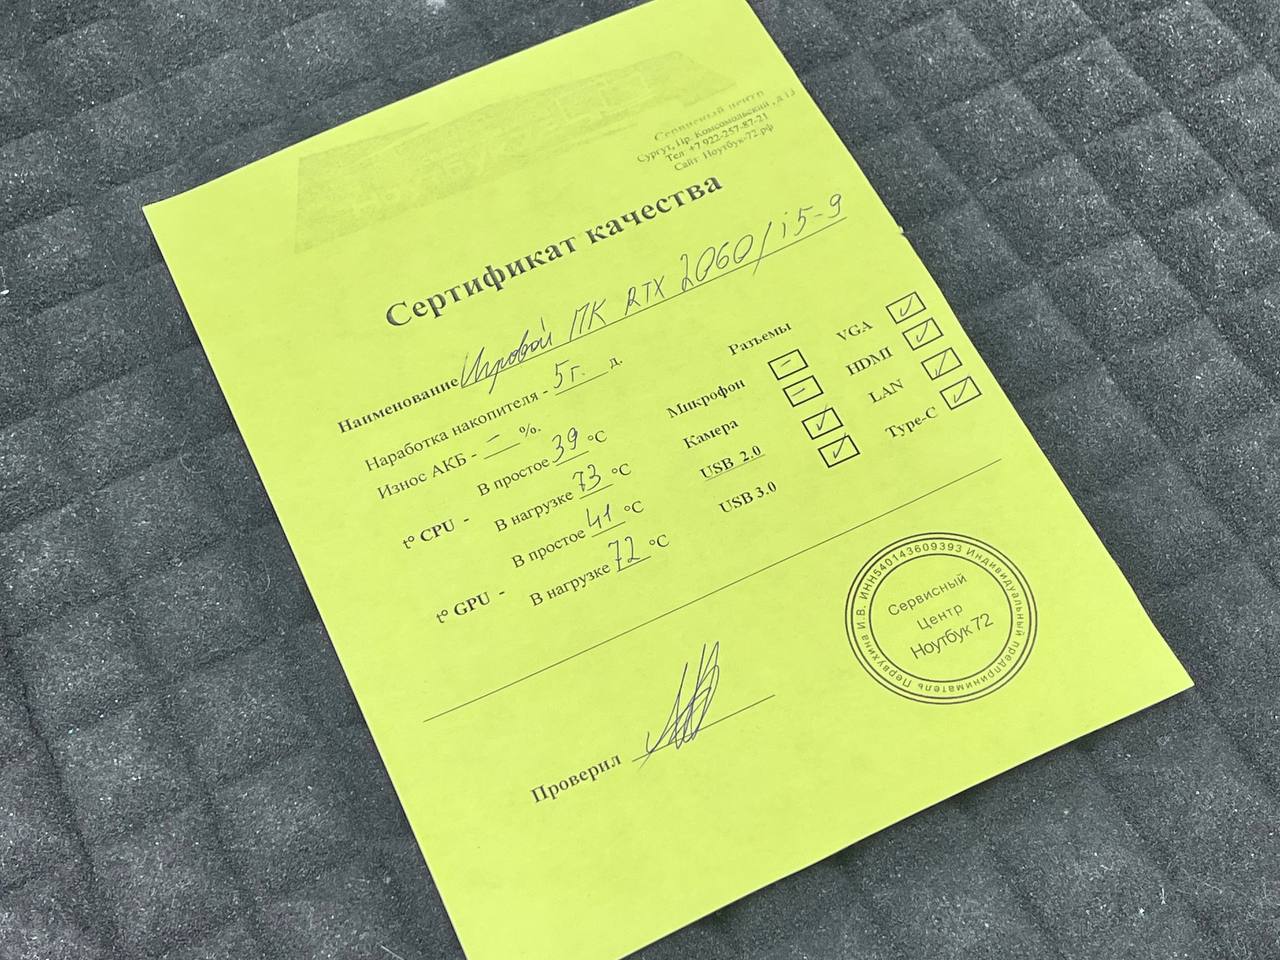 Сервисный центр
Сургут, Пр. Комсомольский , д 13
Тел +7 922-257-87-21
Сайт Ноутбук-72.рф
Сертификат качества
Наименование Игровой ПК RTX 2060/i5-9
Наработка накопителя - 5 г. д.
Износ АКБ - – %.
t° CPU -
В простое 39 °C
В нагрузке 73 °C
t° GPU -
В простое 41 °C
В нагрузке 72 °C
Разъемы
Микрофон –
Камера –
USB 2.0 ✓
USB 3.0 ✓
VGA ✓
HDMI ✓
LAN ✓
Type-C ✓
Проверил
Индивидуальный предприниматель Первухина И.В. ИНН540143609393
Сервисный
Центр
Ноутбук 72